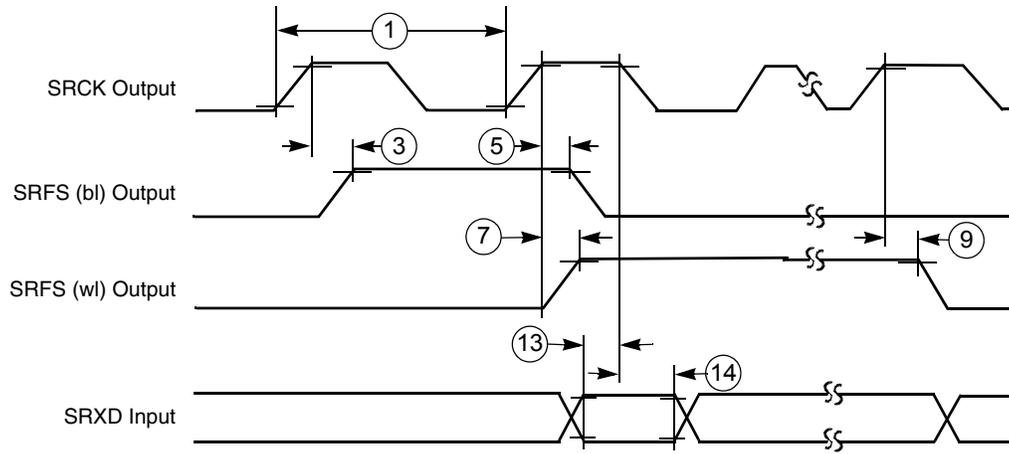 1
SRCK Output
3
5
SRFS (bl) Output
7
9
SRFS (wl) Output
13
14
SRXD Input